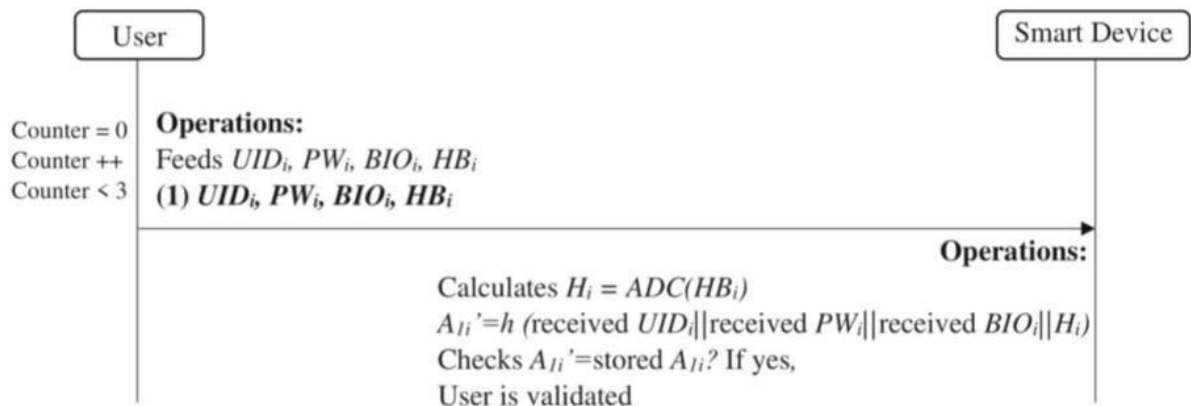 User
Smart Device
Counter = 0
Counter ++
Counter < 3
Operations:
Feeds UIDᵢ, PWᵢ, BIOᵢ, HBᵢ
(1) UIDᵢ, PWᵢ, BIOᵢ, HBᵢ
Operations:
Calculates Hᵢ = ADC(HBᵢ)
A₁ᵢ’=h (received UIDᵢ||received PWᵢ||received BIOᵢ||Hᵢ)
Checks A₁ᵢ’=stored A₁ᵢ? If yes,
User is validated